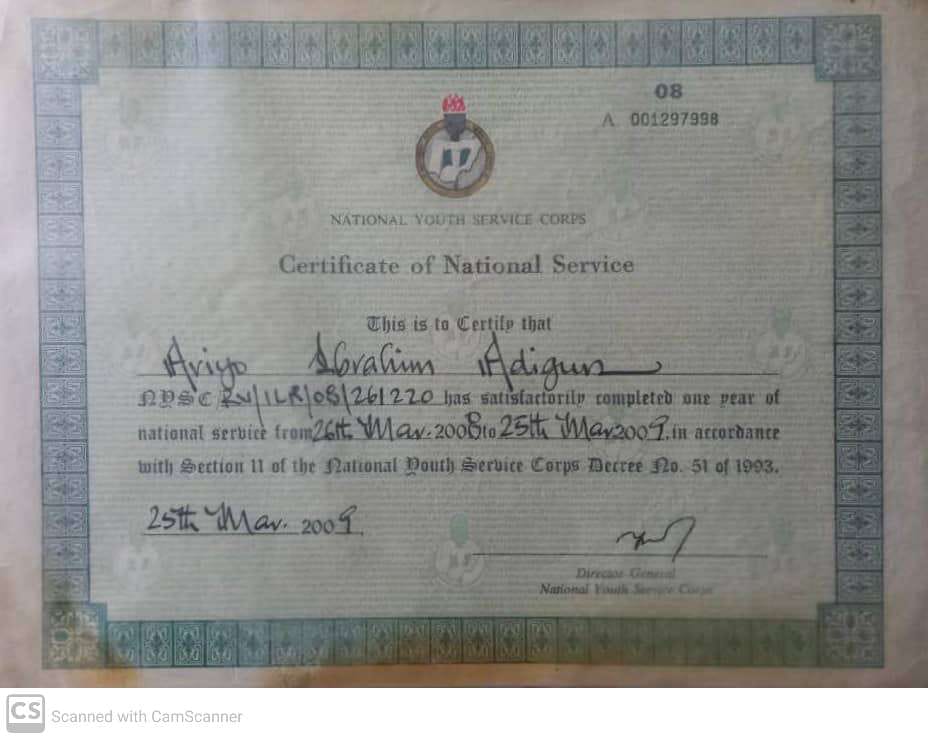 08
A 001297998
NATIONAL YOUTH SERVICE CORPS
Certificate of National Service
This is to Certify that
Ariyo Ibrahim Adigun
NYSC RV/ILR/08/261220 has satisfactorily completed one year of
national service from 26th Mar. 2008 to 25th Mar 2009. in accordance
with Section 11 of the National Youth Service Corps Decree No. 51 of 1993.
25th Mar. 2009.
Director-General
National Youth Service Corps
CS Scanned with CamScanner